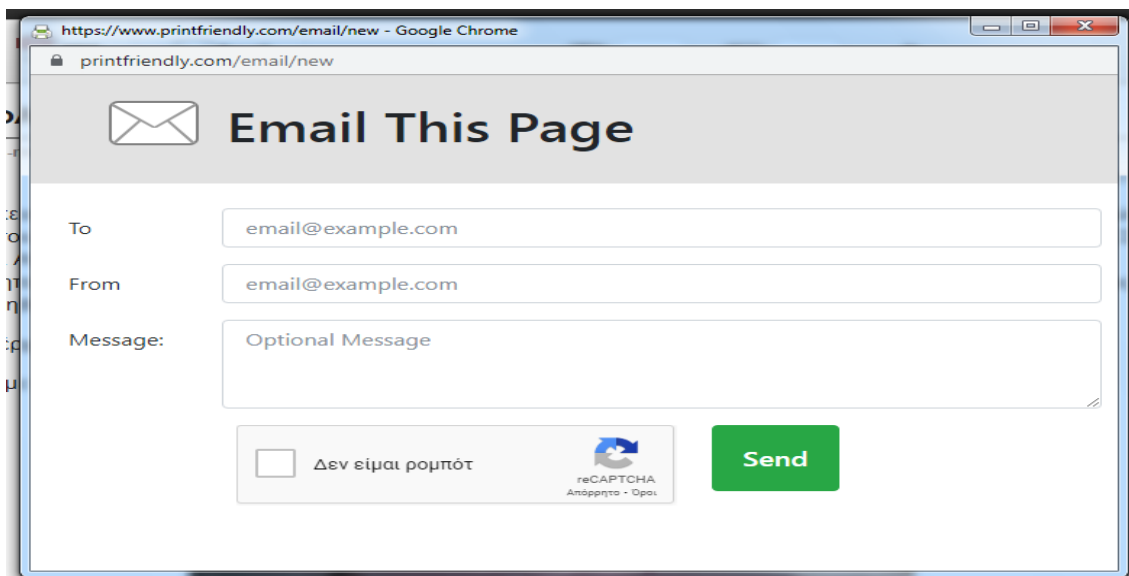 https://www.printfriendly.com/email/new - Google Chrome
printfriendly.com/email/new
Email This Page
To
email@example.com
From
email@example.com
Message:
Optional Message
Δεν είμαι ρομπότ
reCAPTCHA
Απόρρητο - Όροι
Send